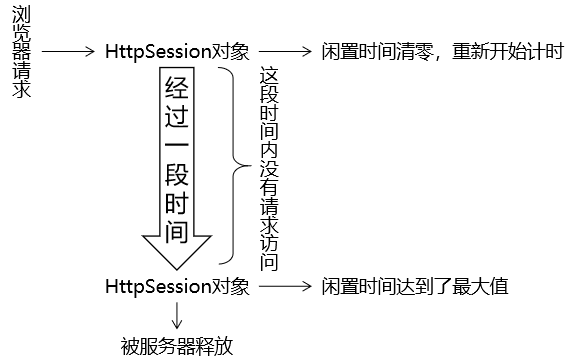 浏览器请求
HttpSession对象
闲置时间清零，重新开始计时
经过一段时间
这段时间内没有请求访问
HttpSession对象
闲置时间达到了最大值
被服务器释放